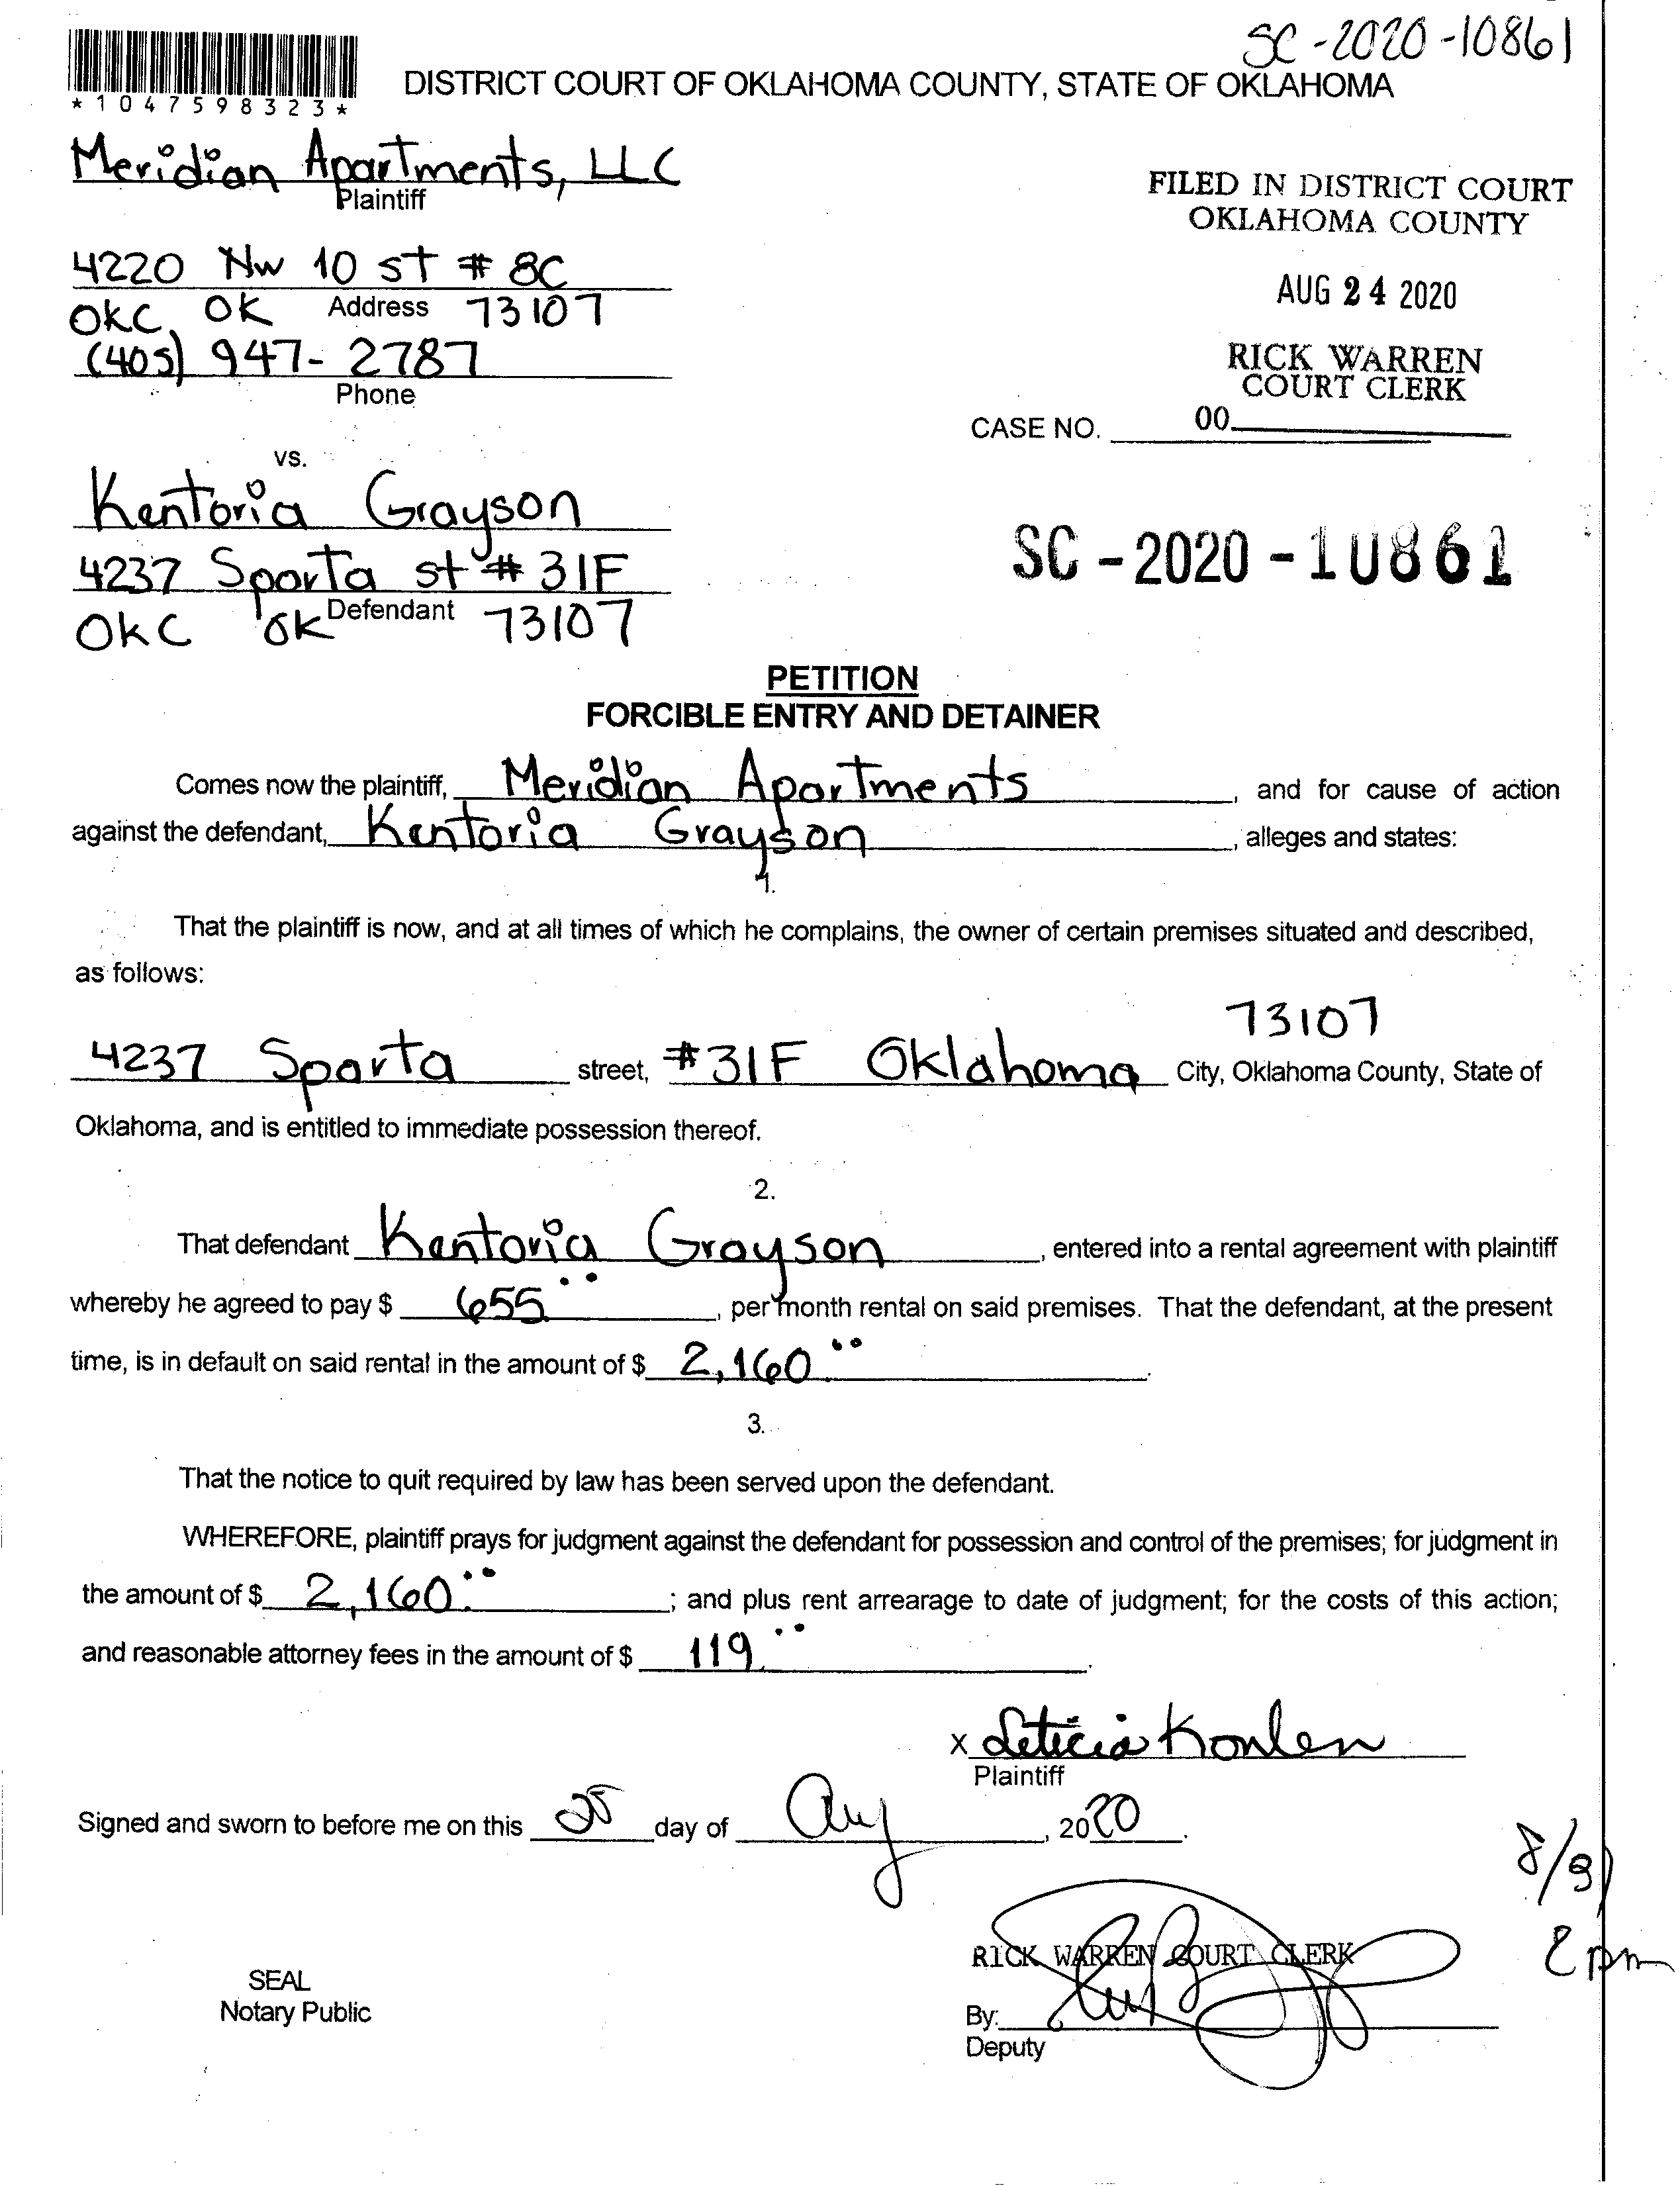 SC-2020-10861
*1047598323*
DISTRICT COURT OF OKLAHOMA COUNTY, STATE OF OKLAHOMA
Meridian Apartments, LLC
Plaintiff
FILED IN DISTRICT COURT
OKLAHOMA COUNTY
4220 NW 10 st # 8C
Address
OKC, OK 73107
AUG 24 2020
(405) 947-2787
Phone
RICK WARREN
COURT CLERK
CASE NO. 00
vs.
Kentoria Grayson
4237 Sparta st # 31F
Defendant
OKC OK 73107
SC-2020-10861
PETITION
FORCIBLE ENTRY AND DETAINER
Comes now the plaintiff, Meridian Apartments, and for cause of action
against the defendant, Kentoria Grayson, alleges and states:
1.
That the plaintiff is now, and at all times of which he complains, the owner of certain premises situated and described,
as follows:
73107
4237 Sparta street, #31F Oklahoma City, Oklahoma County, State of
Oklahoma, and is entitled to immediate possession thereof.
2.
That defendant Kentoria Grayson, entered into a rental agreement with plaintiff
whereby he agreed to pay $ 655.00, per month rental on said premises. That the defendant, at the present
time, is in default on said rental in the amount of $ 2,160.00.
3.
That the notice to quit required by law has been served upon the defendant.
WHEREFORE, plaintiff prays for judgment against the defendant for possession and control of the premises; for judgment in
the amount of $ 2,160.00; and plus rent arrearage to date of judgment; for the costs of this action;
and reasonable attorney fees in the amount of $ 119.00.
X Leticia Konlen
Plaintiff
Signed and sworn to before me on this 25 day of Aug, 2020.
8/31
2pm
RICK WARREN COURT CLERK
SEAL
Notary Public
By:
Deputy